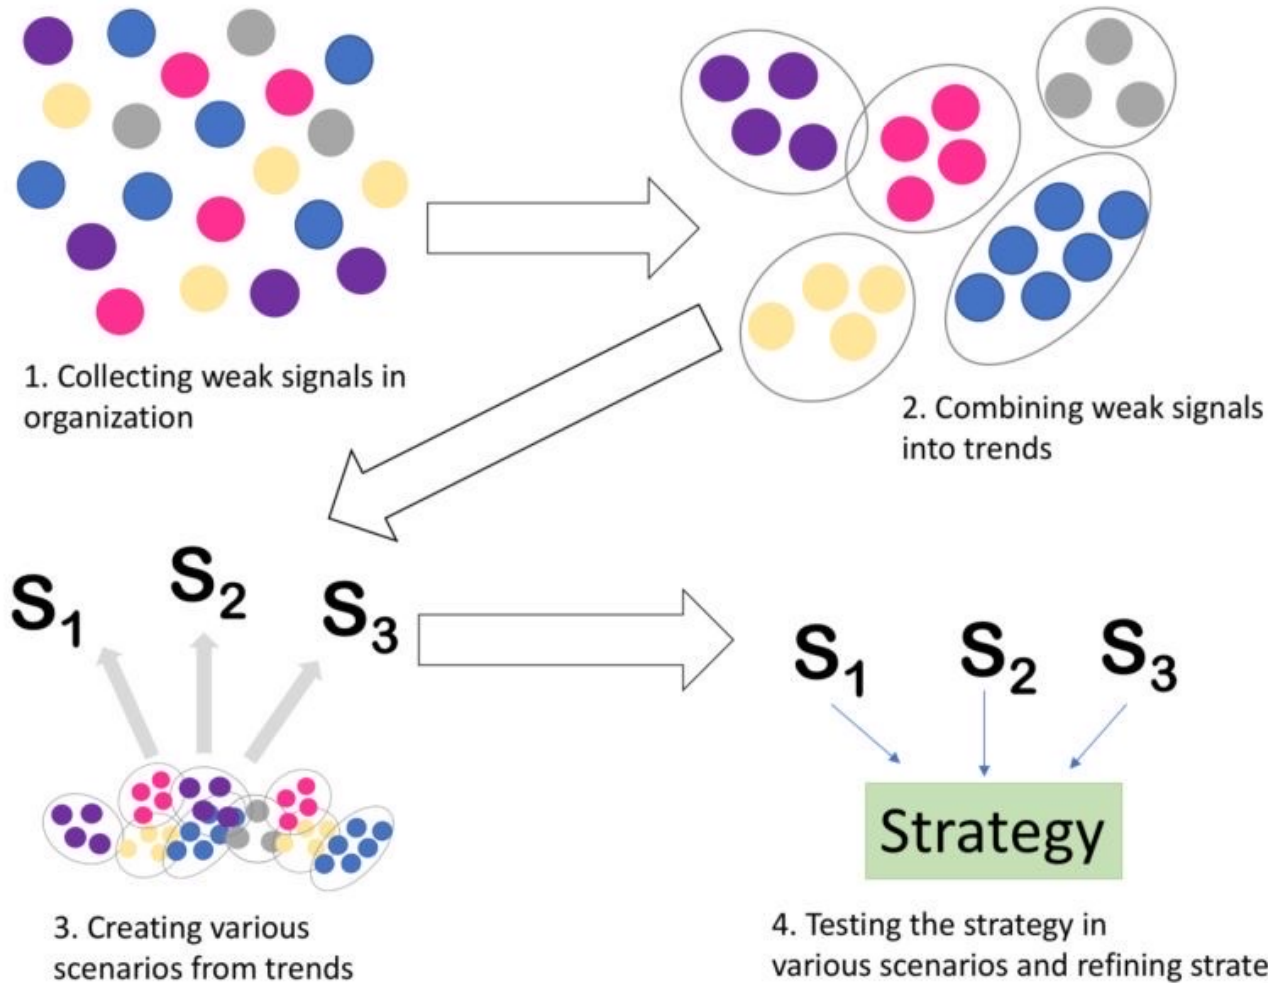 1. Collecting weak signals in
organization
2. Combining weak signals
into trends
S1
S2
S3
3. Creating various
scenarios from trends
S1
S2
S3
Strategy
4. Testing the strategy in
various scenarios and refining strate